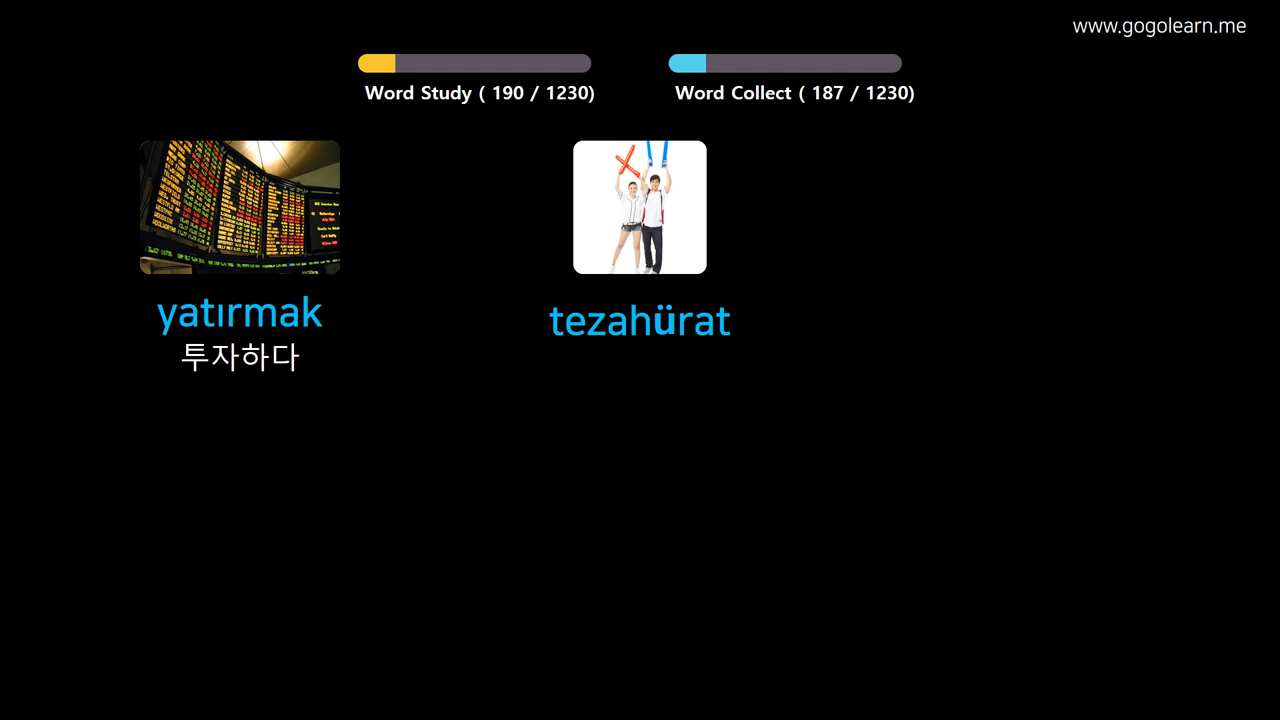 www.gogolearn.me
Word Study ( 190 / 1230)
Word Collect ( 187 / 1230)
yatırmak
투자하다
tezahürat